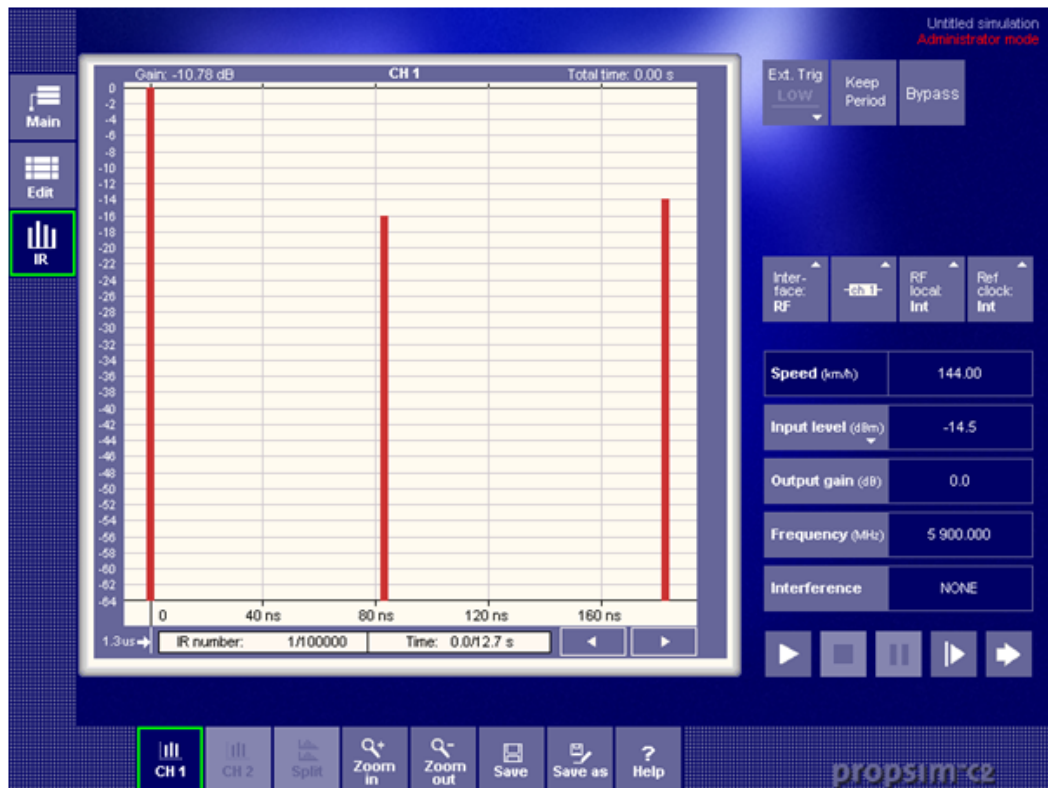 Untitled simulation
Administrator mode
Main
Edit
IR
Gain: -10.78 dB
CH 1
Total time: 0.00 s
0
-2
-4
-6
-8
-10
-12
-14
-16
-18
-20
-22
-24
-26
-28
-30
-32
-34
-36
-38
-40
-42
-44
-46
-48
-50
-52
-54
-56
-58
-60
-62
-64
0
40 ns
80 ns
120 ns
160 ns
1.3us
IR number: 1/100000
Time: 0.0/12.7 s
Ext. Trig
LOW
Keep
Period
Bypass
Inter-
face:
RF
ch 1
RF
local:
Int
Ref
clock:
Int
Speed (km/h) 144.00
Input level (dBm) -14.5
Output gain (dB) 0.0
Frequency (MHz) 5 900.000
Interference NONE
CH 1
CH 2
Split
Zoom
in
Zoom
out
Save
Save as
?
Help
propsim™c2